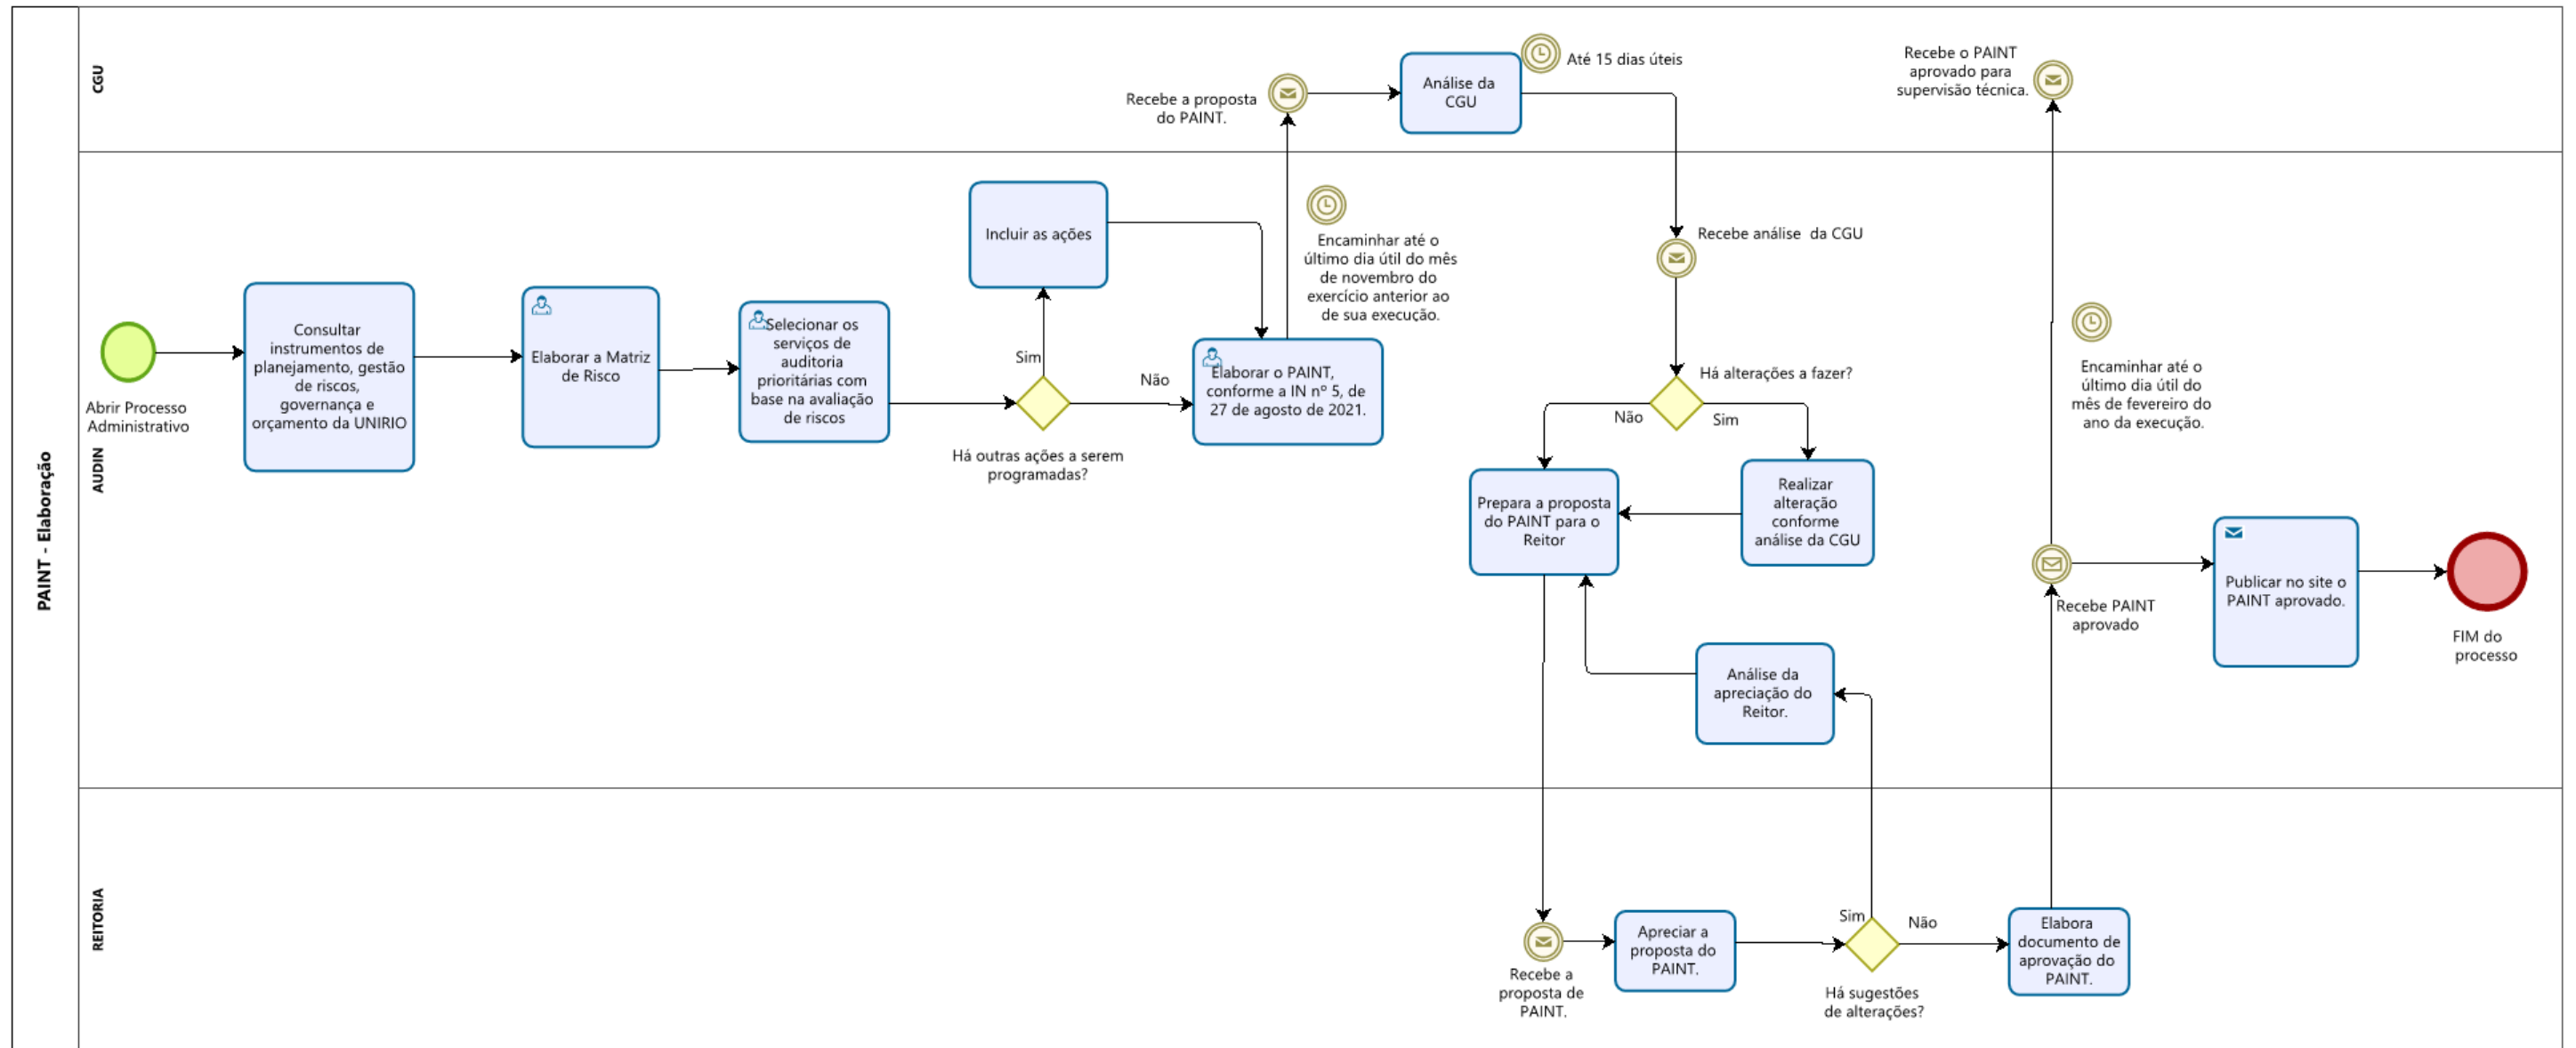 PAINT - Elaboração
CGU
Recebe a proposta
do PAINT.
Análise da
CGU
Até 15 dias úteis
Recebe o PAINT
aprovado para
supervisão técnica.
AUDIN
Abrir Processo
Administrativo
Consultar
instrumentos de
planejamento, gestão
de riscos,
governança e
orçamento da UNIRIO
Elaborar a Matriz
de Risco
Selecionar os
serviços de
auditoria
prioritárias com
base na avaliação
de riscos
Há outras ações a serem
programadas?
Sim
Não
Incluir as ações
Elaborar o PAINT,
conforme a IN nº 5, de
27 de agosto de 2021.
Encaminhar até o
último dia útil do mês
de novembro do
exercício anterior ao
de sua execução.
Recebe análise da CGU
Há alterações a fazer?
Não
Sim
Prepara a proposta
do PAINT para o
Reitor
Realizar
alteração
conforme
análise da CGU
Análise da
apreciação do
Reitor.
Encaminhar até o
último dia útil do
mês de fevereiro do
ano da execução.
Recebe PAINT
aprovado
Publicar no site o
PAINT aprovado.
FIM do
processo
REITORIA
Recebe a
proposta de
PAINT.
Apreciar a
proposta do
PAINT.
Sim
Não
Há sugestões
de alterações?
Elabora
documento de
aprovação do
PAINT.